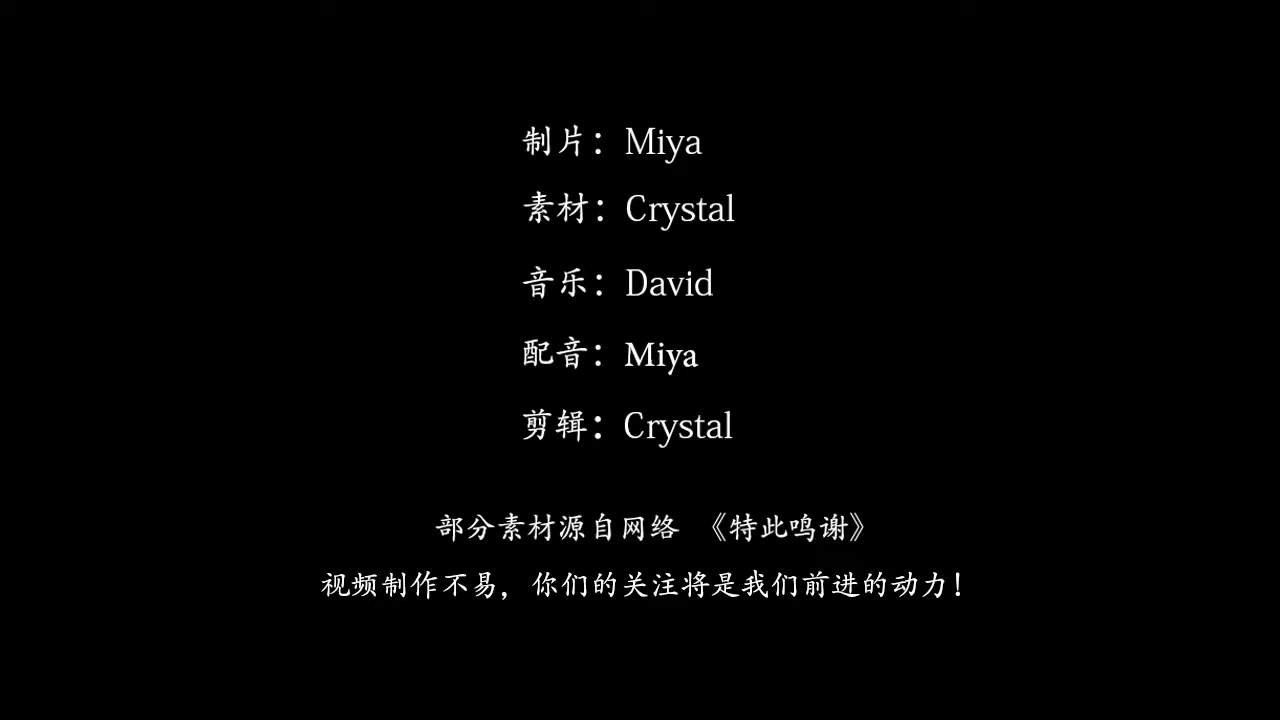 制片：Miya
素材：Crystal
音乐：David
配音：Miya
剪辑：Crystal
部分素材源自网络 《特此鸣谢》
视频制作不易，你们的关注将是我们前进的动力！